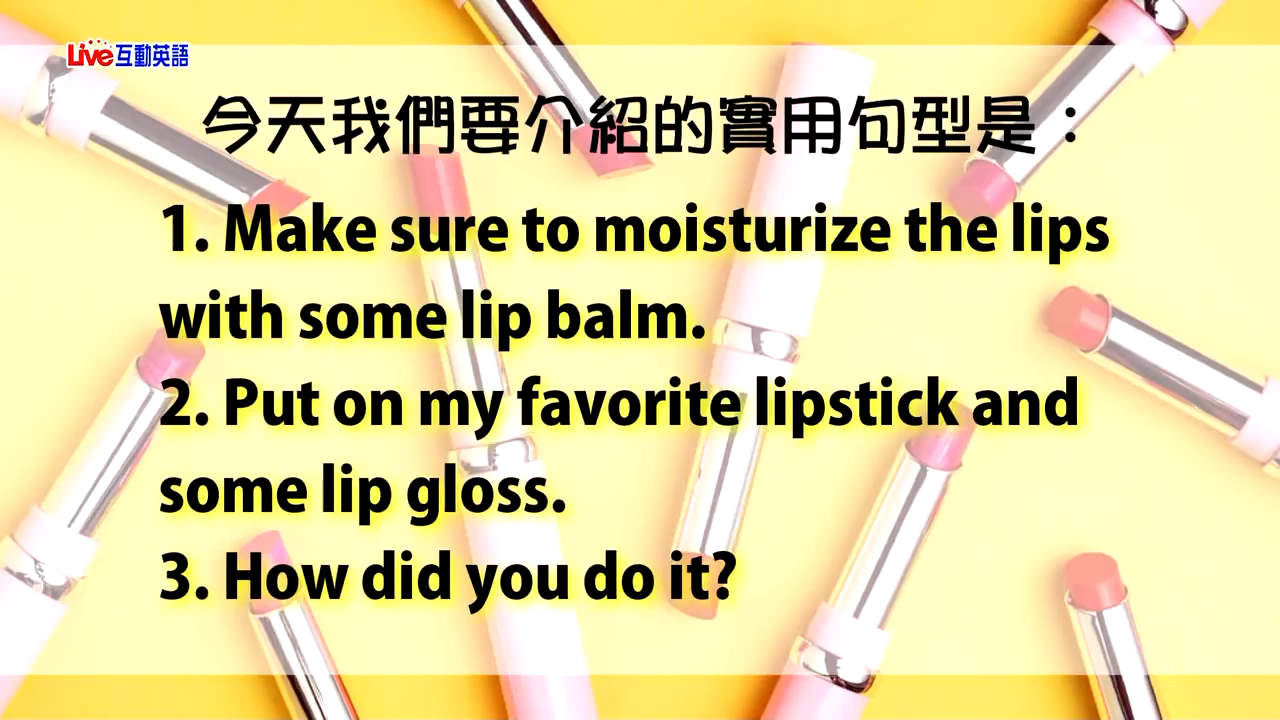 Live互動英語
今天我們要介紹的實用句型是：
1. Make sure to moisturize the lips
with some lip balm.
2. Put on my favorite lipstick and
some lip gloss.
3. How did you do it?